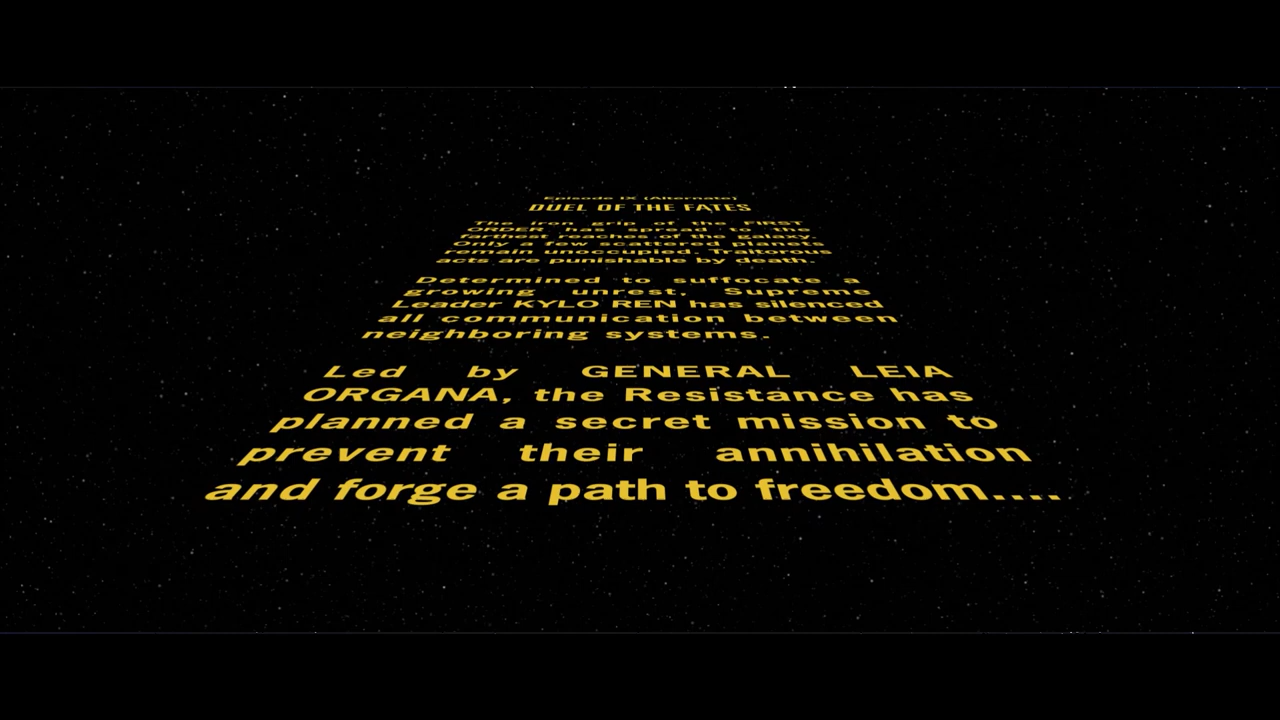 Episode IX (Alternate)
DUEL OF THE FATES
The iron grip of the FIRST
ORDER has spread to the
farthest reaches of the galaxy.
Only a few scattered planets
remain unoccupied. Traitorous
acts are punishable by death.
Determined to suffocate a
growing unrest, Supreme
Leader KYLO REN has silenced
all communication between
neighboring systems.
Led by GENERAL LEIA
ORGANA, the Resistance has
planned a secret mission to
prevent their annihilation
and forge a path to freedom....